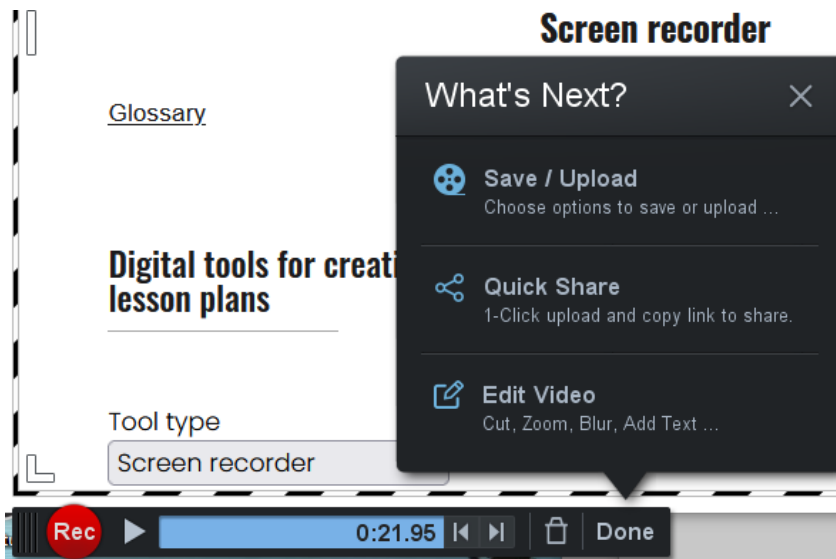 Screen recorder
Glossary
What's Next?
Save / Upload
Choose options to save or upload ...
Quick Share
1-Click upload and copy link to share.
Edit Video
Cut, Zoom, Blur, Add Text ...
Digital tools for creati
lesson plans
Tool type
Screen recorder
Rec
0:21.95
Done